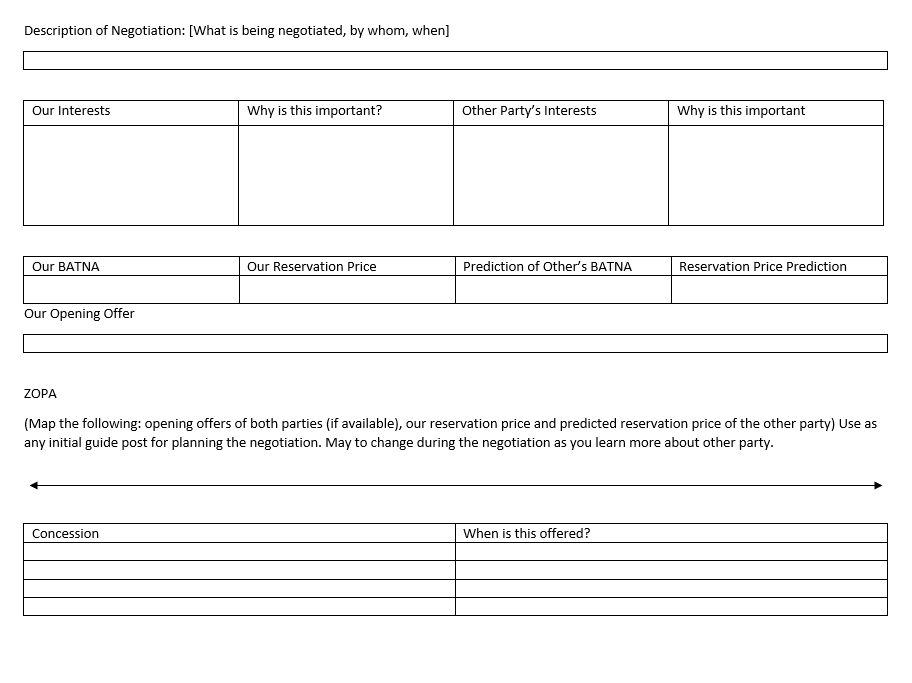 Description of Negotiation: [What is being negotiated, by whom, when]
Our Interests Why is this important? Other Party's Interests Why is this important
Our BATNA Our Reservation Price Prediction of Other's BATNA Reservation Price Prediction
Our Opening Offer
ZOPA
(Map the following: opening offers of both parties (if available), our reservation price and predicted reservation price of the other party) Use as
any initial guide post for planning the negotiation. May to change during the negotiation as you learn more about other party.
Concession When is this offered?